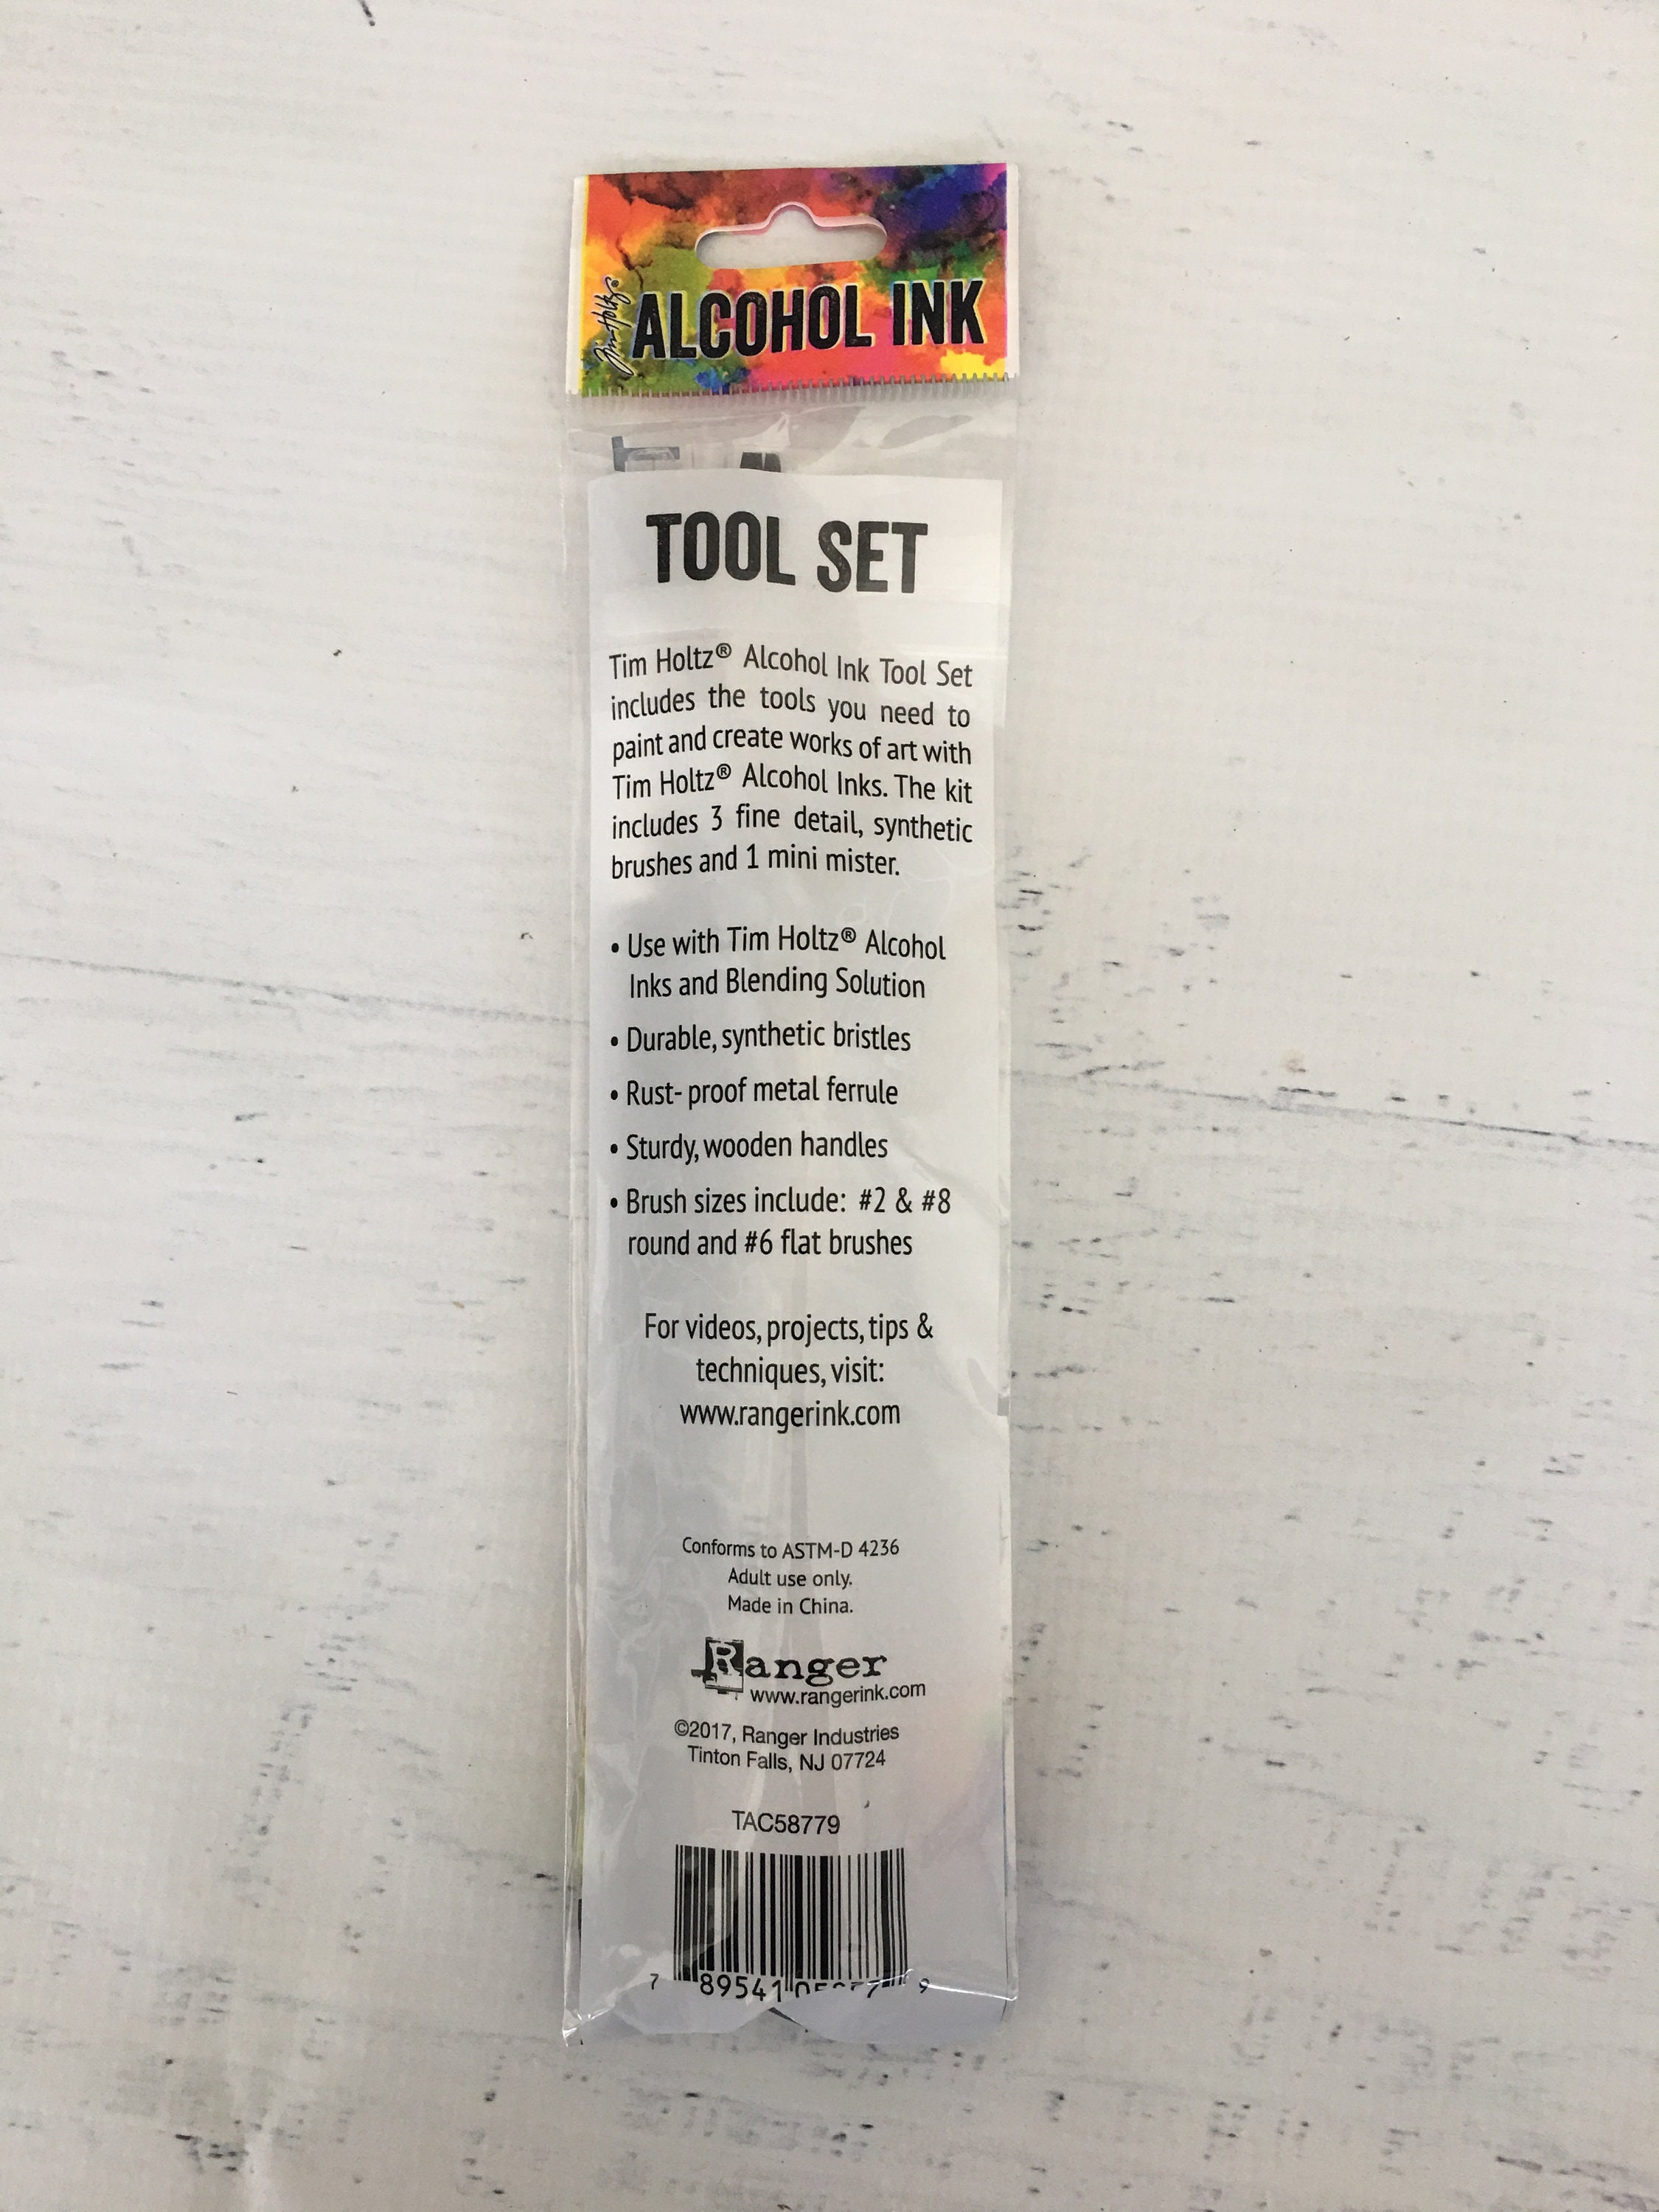 Tim Holtz® ALCOHOL INK
TOOL SET
Tim Holtz® Alcohol Ink Tool Set
includes the tools you need to
paint and create works of art with
Tim Holtz® Alcohol Inks. The kit
includes 3 fine detail, synthetic
brushes and 1 mini mister.
• Use with Tim Holtz® Alcohol
Inks and Blending Solution
• Durable, synthetic bristles
• Rust- proof metal ferrule
• Sturdy, wooden handles
• Brush sizes include: #2 & #8
round and #6 flat brushes
For videos, projects, tips &
techniques, visit:
www.rangerink.com
Conforms to ASTM-D 4236
Adult use only.
Made in China.
Ranger
www.rangerink.com
©2017, Ranger Industries
Tinton Falls, NJ 07724
TAC58779
7 89541 9